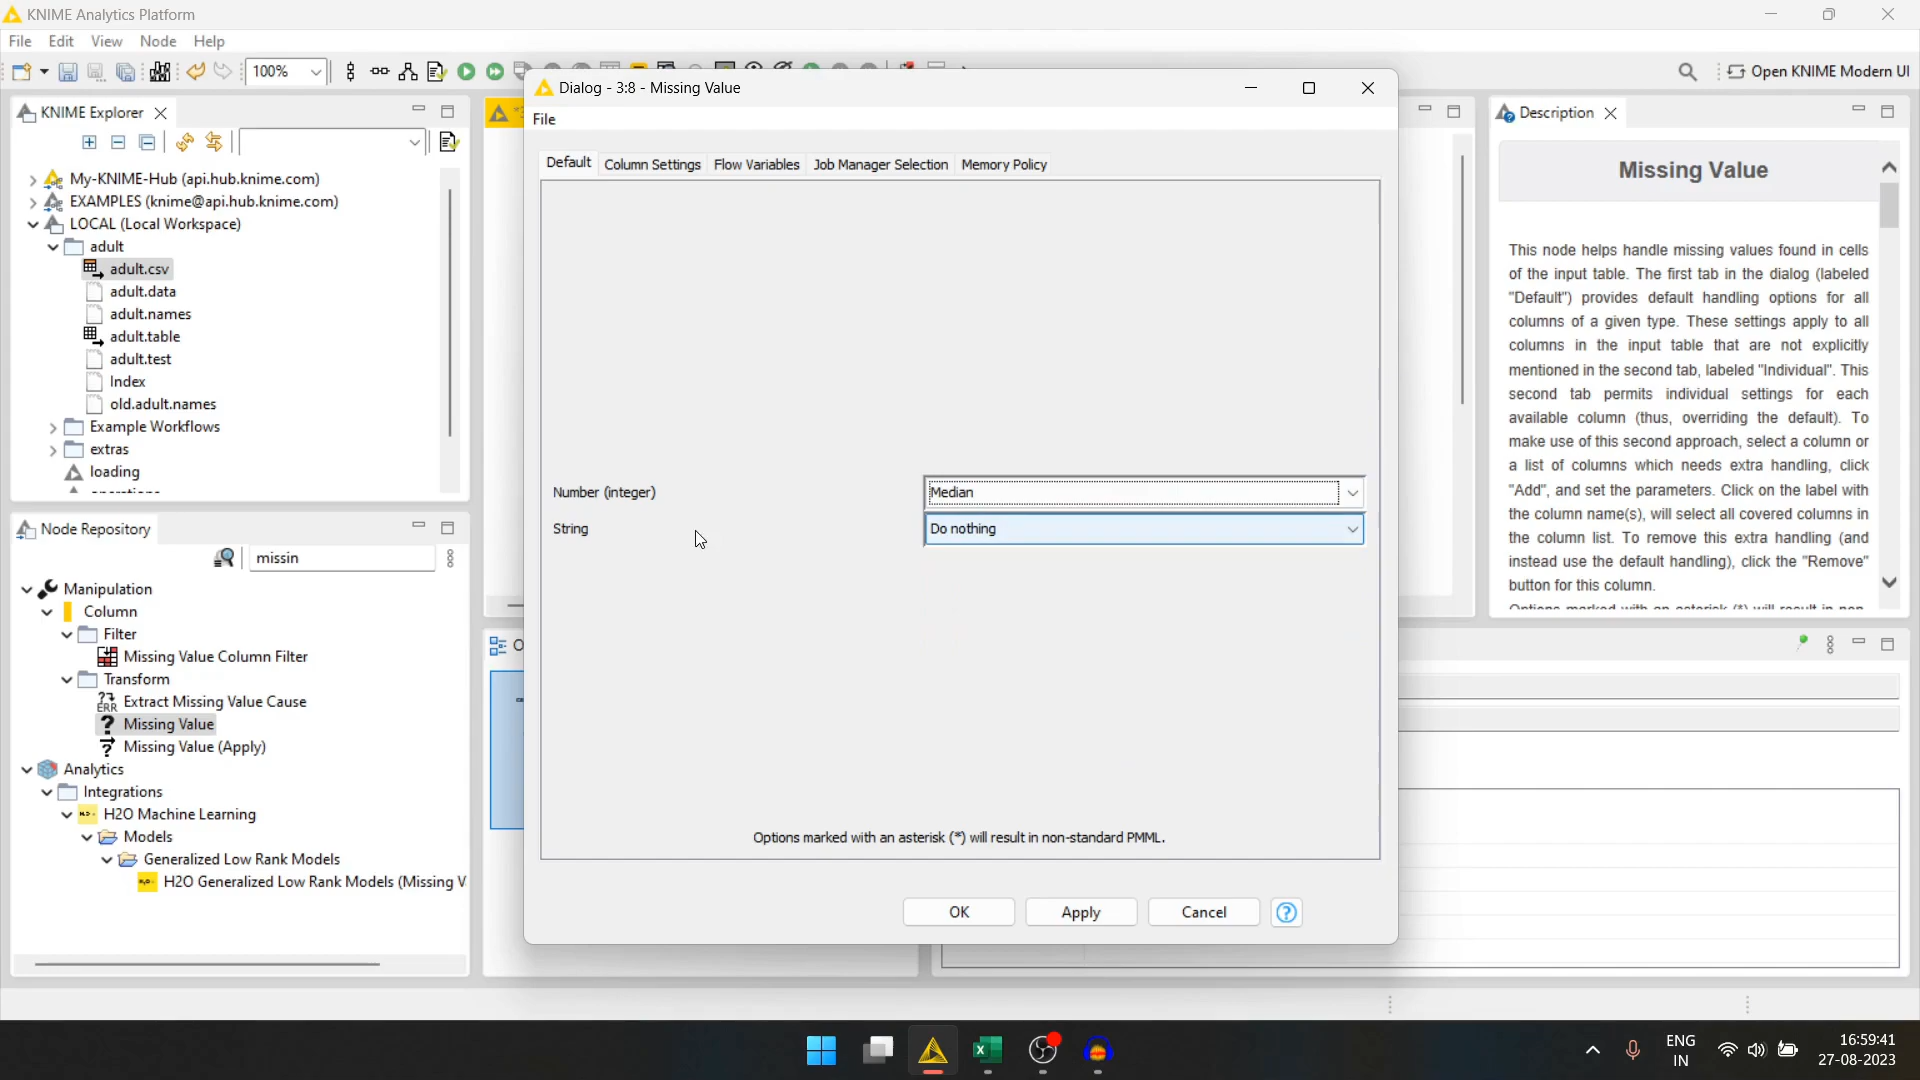 KNIME Analytics Platform
File Edit View Node Help
100%
Open KNIME Modern UI
KNIME Explorer
My-KNIME-Hub (api.hub.knime.com)
EXAMPLES (knime@api.hub.knime.com)
LOCAL (Local Workspace)
adult
adult.csv
adult.data
adult.names
adult.table
adult.test
Index
old.adult.names
Example Workflows
extras
loading
Node Repository
missin
Manipulation
Column
Filter
Missing Value Column Filter
Transform
Extract Missing Value Cause
Missing Value
Missing Value (Apply)
Analytics
Integrations
H2O Machine Learning
Models
Generalized Low Rank Models
H2O Generalized Low Rank Models (Missing V
Dialog - 3:8 - Missing Value
File
Default Column Settings Flow Variables Job Manager Selection Memory Policy
Number (integer) Median
String Do nothing
Options marked with an asterisk (*) will result in non-standard PMML.
OK Apply Cancel
Description
Missing Value
This node helps handle missing values found in cells
of the input table. The first tab in the dialog (labeled
"Default") provides default handling options for all
columns of a given type. These settings apply to all
columns in the input table that are not explicitly
mentioned in the second tab, labeled "Individual". This
second tab permits individual settings for each
available column (thus, overriding the default). To
make use of this second approach, select a column or
a list of columns which needs extra handling, click
"Add", and set the parameters. Click on the label with
the column name(s), will select all covered columns in
the column list. To remove this extra handling (and
instead use the default handling), click the "Remove"
button for this column.
Options marked with an asterisk (*) will result in non-
ENG
IN
16:59:41
27-08-2023